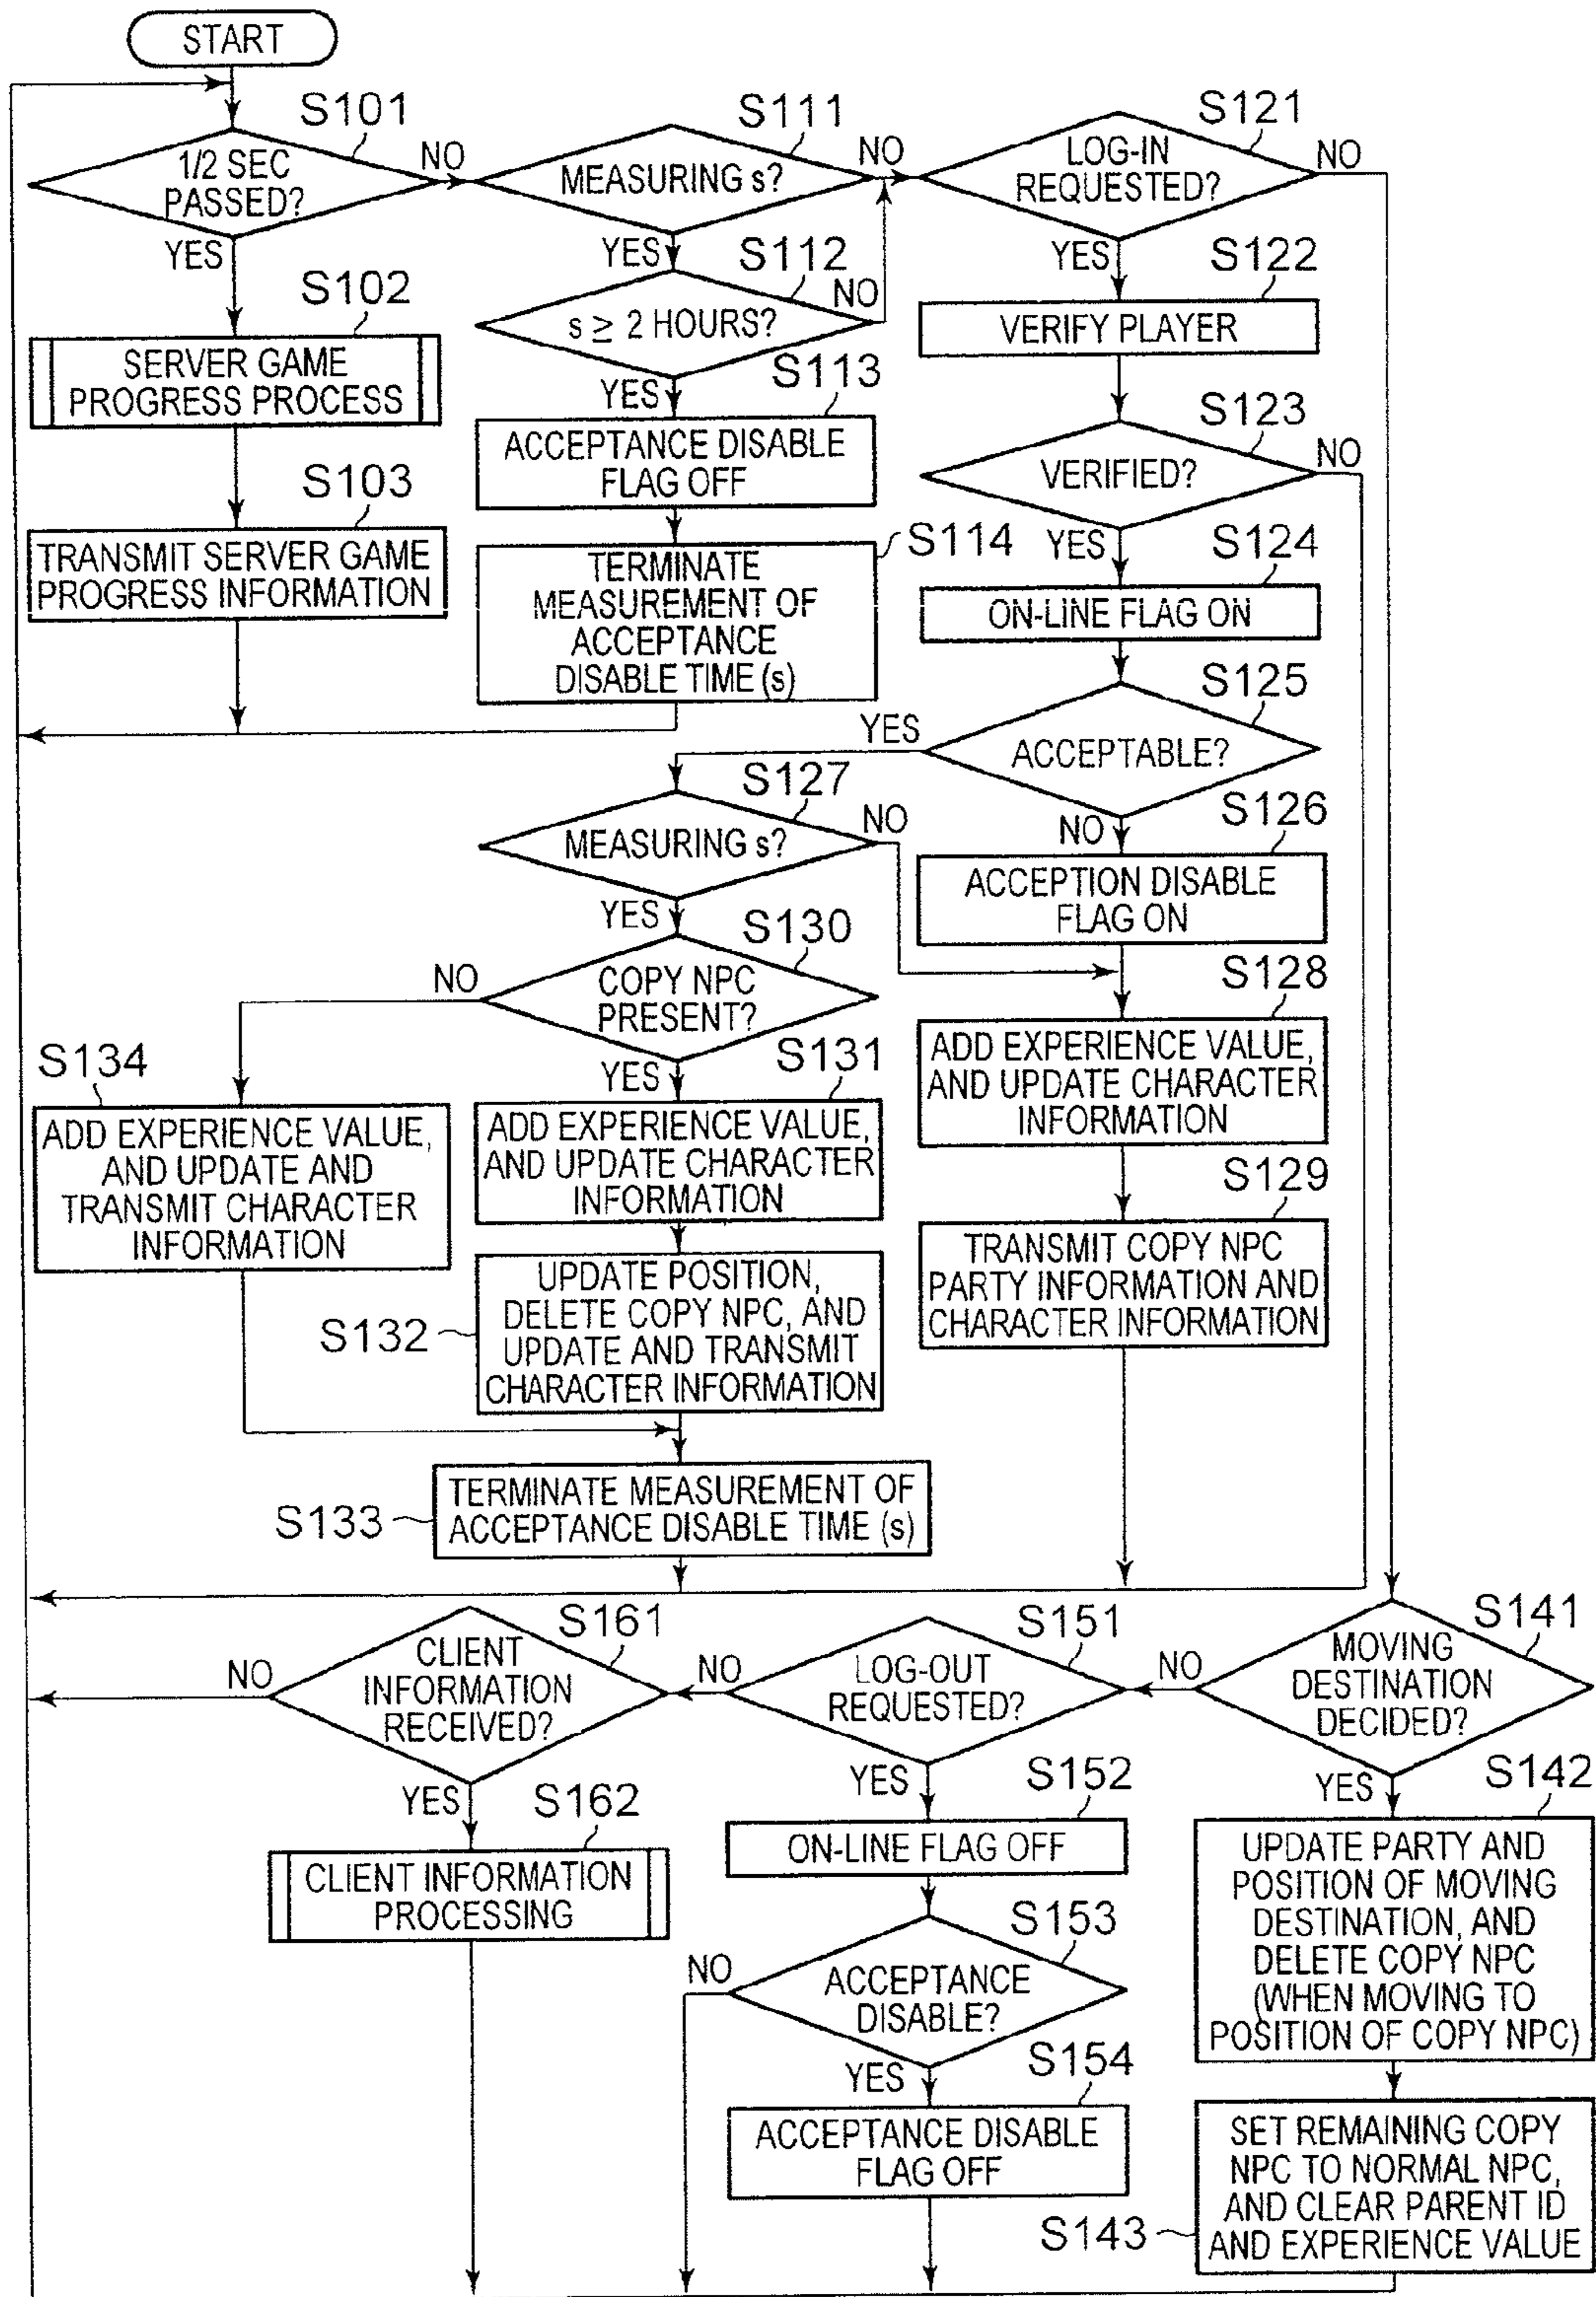 START
S101
1/2 SEC
PASSED?
NO
YES
S102
SERVER GAME
PROGRESS PROCESS
S103
TRANSMIT SERVER GAME
PROGRESS INFORMATION
S111
MEASURING s?
NO
YES
S112
s ≥ 2 HOURS?
NO
YES
S113
ACCEPTANCE DISABLE
FLAG OFF
S114
TERMINATE
MEASUREMENT OF
ACCEPTANCE
DISABLE TIME (s)
S121
LOG-IN
REQUESTED?
NO
YES
S122
VERIFY PLAYER
S123
VERIFIED?
NO
YES
S124
ON-LINE FLAG ON
S125
ACCEPTABLE?
YES
NO
S126
ACCEPTION DISABLE
FLAG ON
S127
MEASURING s?
NO
YES
S128
ADD EXPERIENCE VALUE,
AND UPDATE CHARACTER
INFORMATION
S129
TRANSMIT COPY NPC
PARTY INFORMATION AND
CHARACTER INFORMATION
S130
COPY NPC
PRESENT?
NO
YES
S131
ADD EXPERIENCE VALUE,
AND UPDATE CHARACTER
INFORMATION
S132
UPDATE POSITION,
DELETE COPY NPC, AND
UPDATE AND TRANSMIT
CHARACTER INFORMATION
S134
ADD EXPERIENCE VALUE,
AND UPDATE AND
TRANSMIT CHARACTER
INFORMATION
S133
TERMINATE MEASUREMENT OF
ACCEPTANCE DISABLE TIME (s)
S141
MOVING
DESTINATION
DECIDED?
NO
YES
S142
UPDATE PARTY AND
POSITION OF MOVING
DESTINATION, AND
DELETE COPY NPC
(WHEN MOVING TO
POSITION OF COPY NPC)
S143
SET REMAINING COPY
NPC TO NORMAL NPC,
AND CLEAR PARENT ID
AND EXPERIENCE VALUE
S151
LOG-OUT
REQUESTED?
NO
YES
S152
ON-LINE FLAG OFF
S153
ACCEPTANCE
DISABLE?
NO
YES
S154
ACCEPTANCE DISABLE
FLAG OFF
S161
CLIENT
INFORMATION
RECEIVED?
NO
YES
S162
CLIENT INFORMATION
PROCESSING